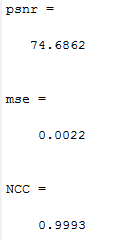 psnr =
74.6862
mse =
0.0022
NCC =
0.9993